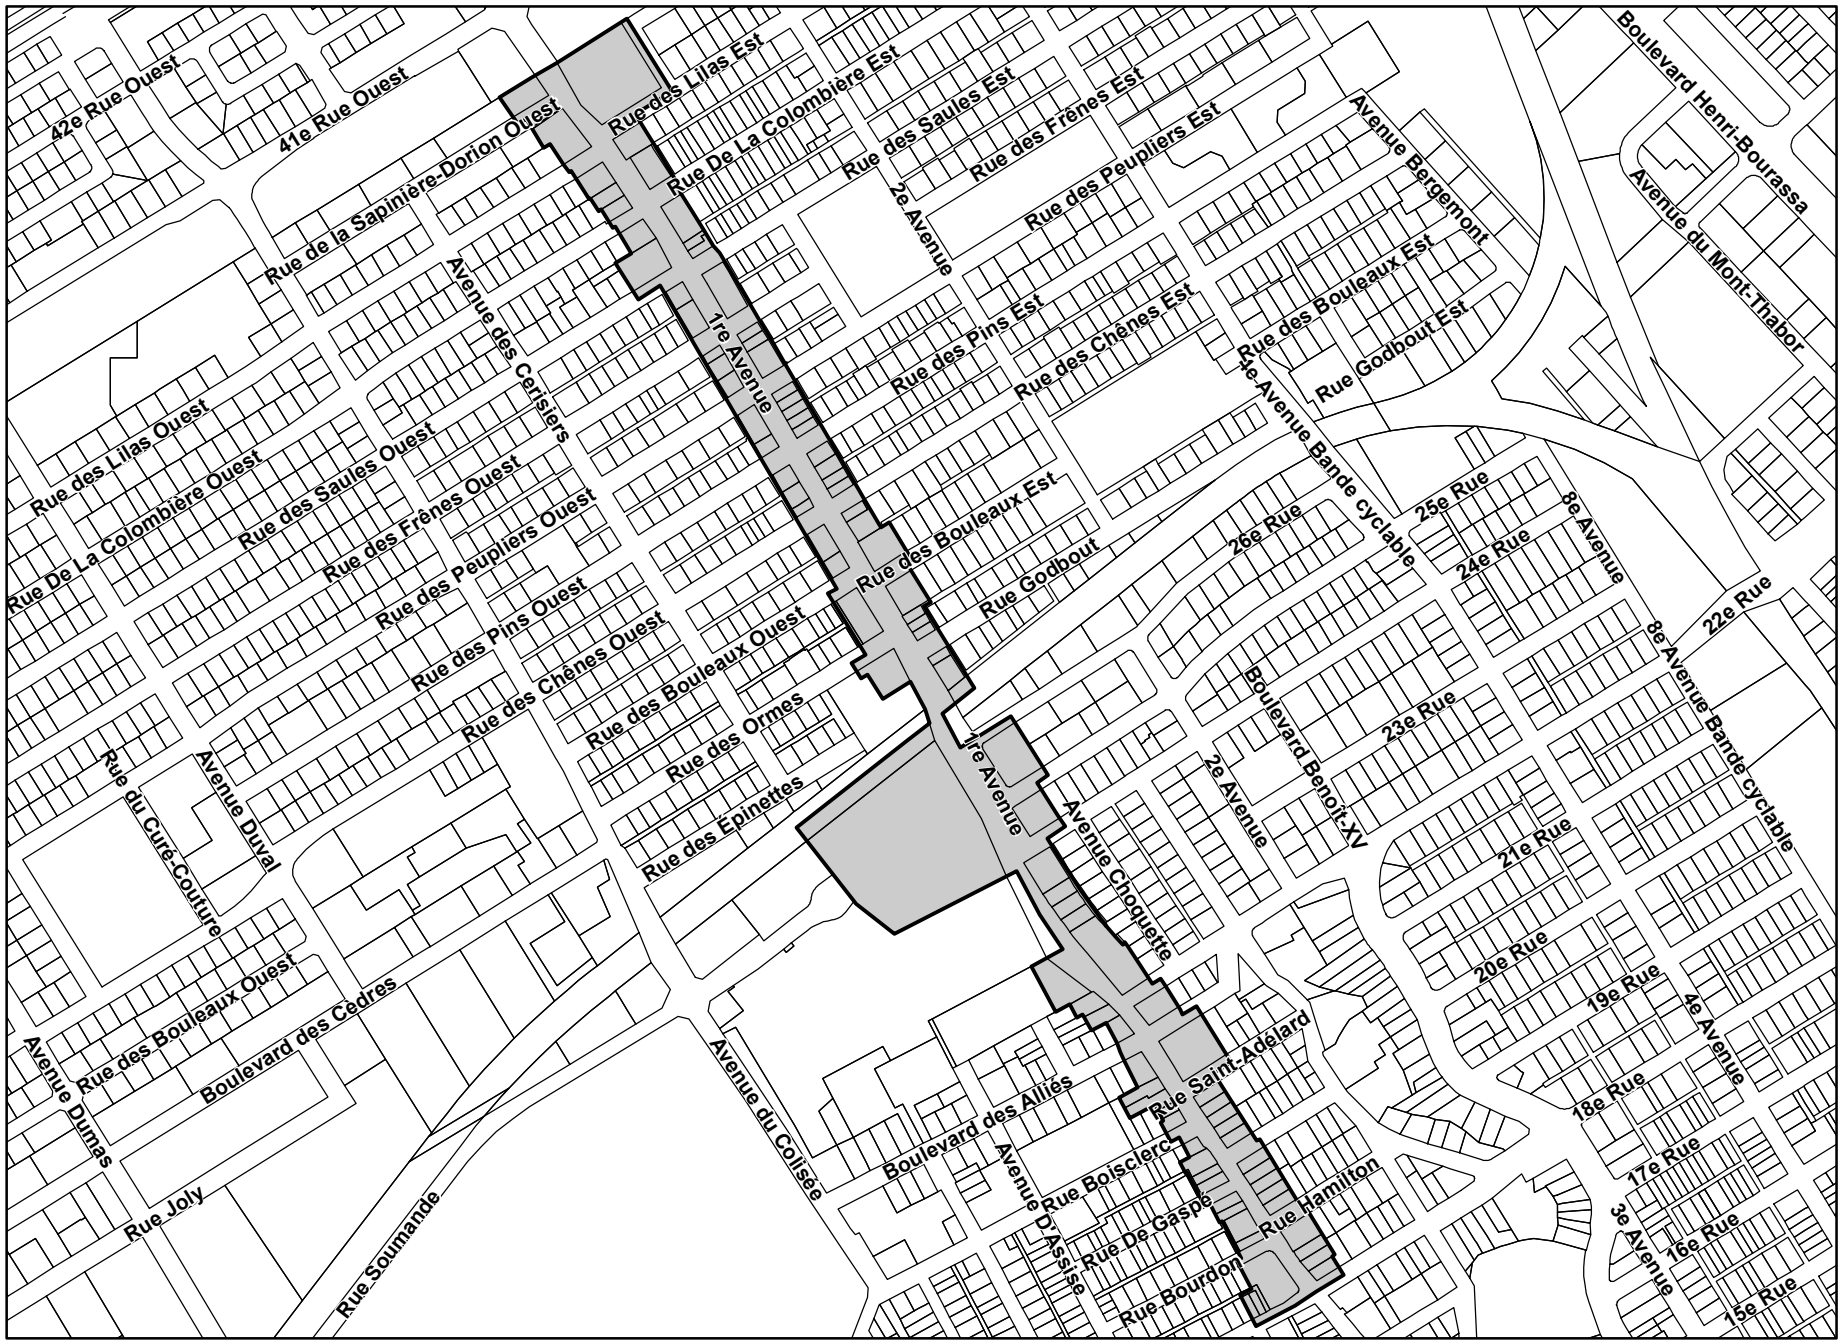 Boulevard Henri-Bourassa
42e Rue Ouest
41e Rue Ouest
Rue des Lilas Est
Rue De La Colombière Est
Rue des Saules Est
Rue des Frênes Est
Rue des Peupliers Est
Avenue Bergemont
Avenue du Mont-Thabor
Rue de la Sapinière-Dorion Ouest
2e Avenue
Avenue des Cerisiers
1re Avenue
Rue des Pins Est
Rue des Chênes Est
Rue des Bouleaux Est
Rue Godbout Est
4e Avenue Bande cyclable
Rue des Lilas Ouest
Rue De La Colombière Ouest
Rue des Saules Ouest
Rue des Frênes Ouest
Rue des Peupliers Ouest
Rue des Pins Ouest
Rue des Chênes Ouest
Rue des Bouleaux Ouest
Rue des Bouleaux Est
Rue Godbout
26e Rue
25e Rue
24e Rue
8e Avenue
22e Rue
8e Avenue Bande cyclable
Boulevard Benoit-XV
23e Rue
Rue des Ormes
Rue des Epinettes
1re Avenue
2e Avenue
Avenue Choquette
21e Rue
Rue du Curé-Couture
Avenue Duval
20e Rue
19e Rue
4e Avenue
Rue des Bouleaux Ouest
Boulevard des Cèdres
Avenue Dumas
Avenue du Colisée
Rue Saint-Adélard
Boulevard des Alliés
18e Rue
17e Rue
Avenue D'Assise
Rue Boisclerc
Rue De Gaspé
Rue Hamilton
Rue Bourdon
Rue Joly
Rue Soumande
3e Avenue
16e Rue
15e Rue